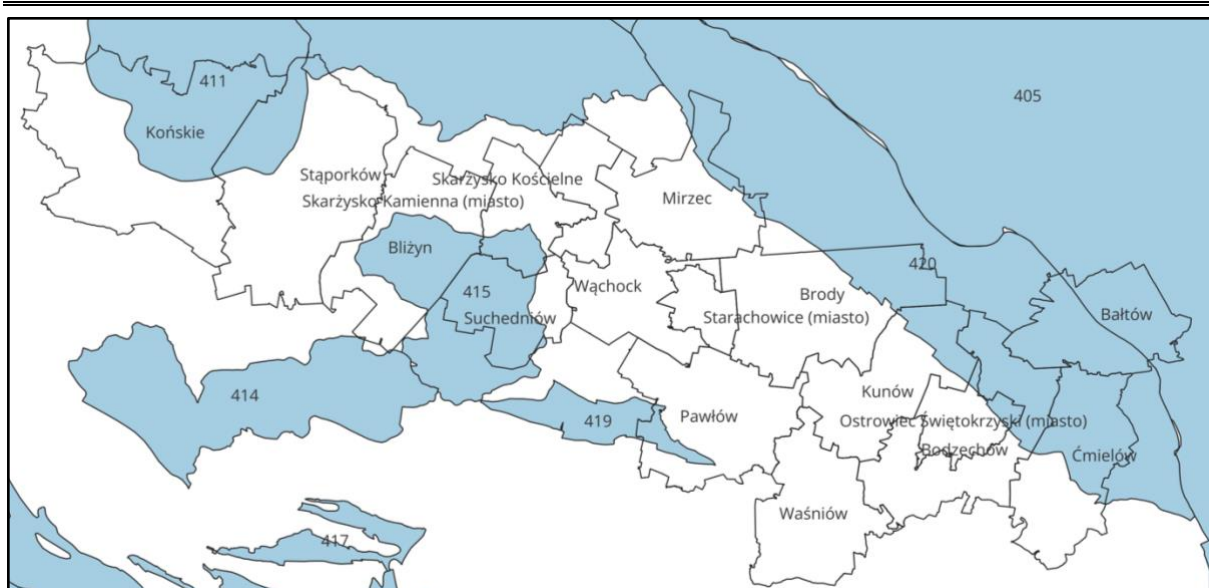 411
405
Końskie
Stąporków
Skarżysko Kościelne
Skarżysko Kamienna (miasto)
Mirzec
Bliżyn
420
415
Wąchock
Brody
Bałtów
Suchedniów
Starachowice (miasto)
414
Kunów
419
Pawłów
Ostrowiec Świętokrzyski (miasto)
Bodzechów
Ćmielów
Waśniów
417